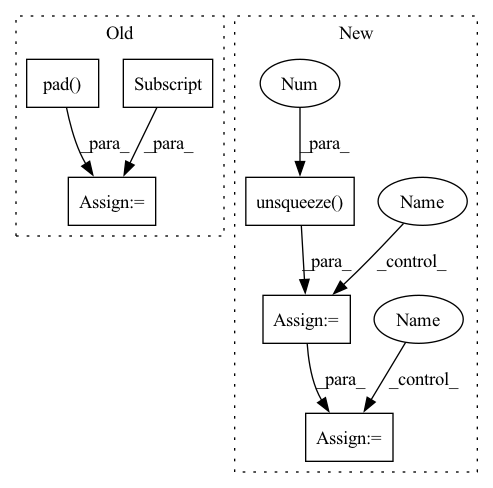 Old
New
pad()
Subscript
Num
_para_
_para_
_para_
Assign:=
unsqueeze()
Name
_para_
_control_
Assign:=
Name
_para_
_control_
Assign:=